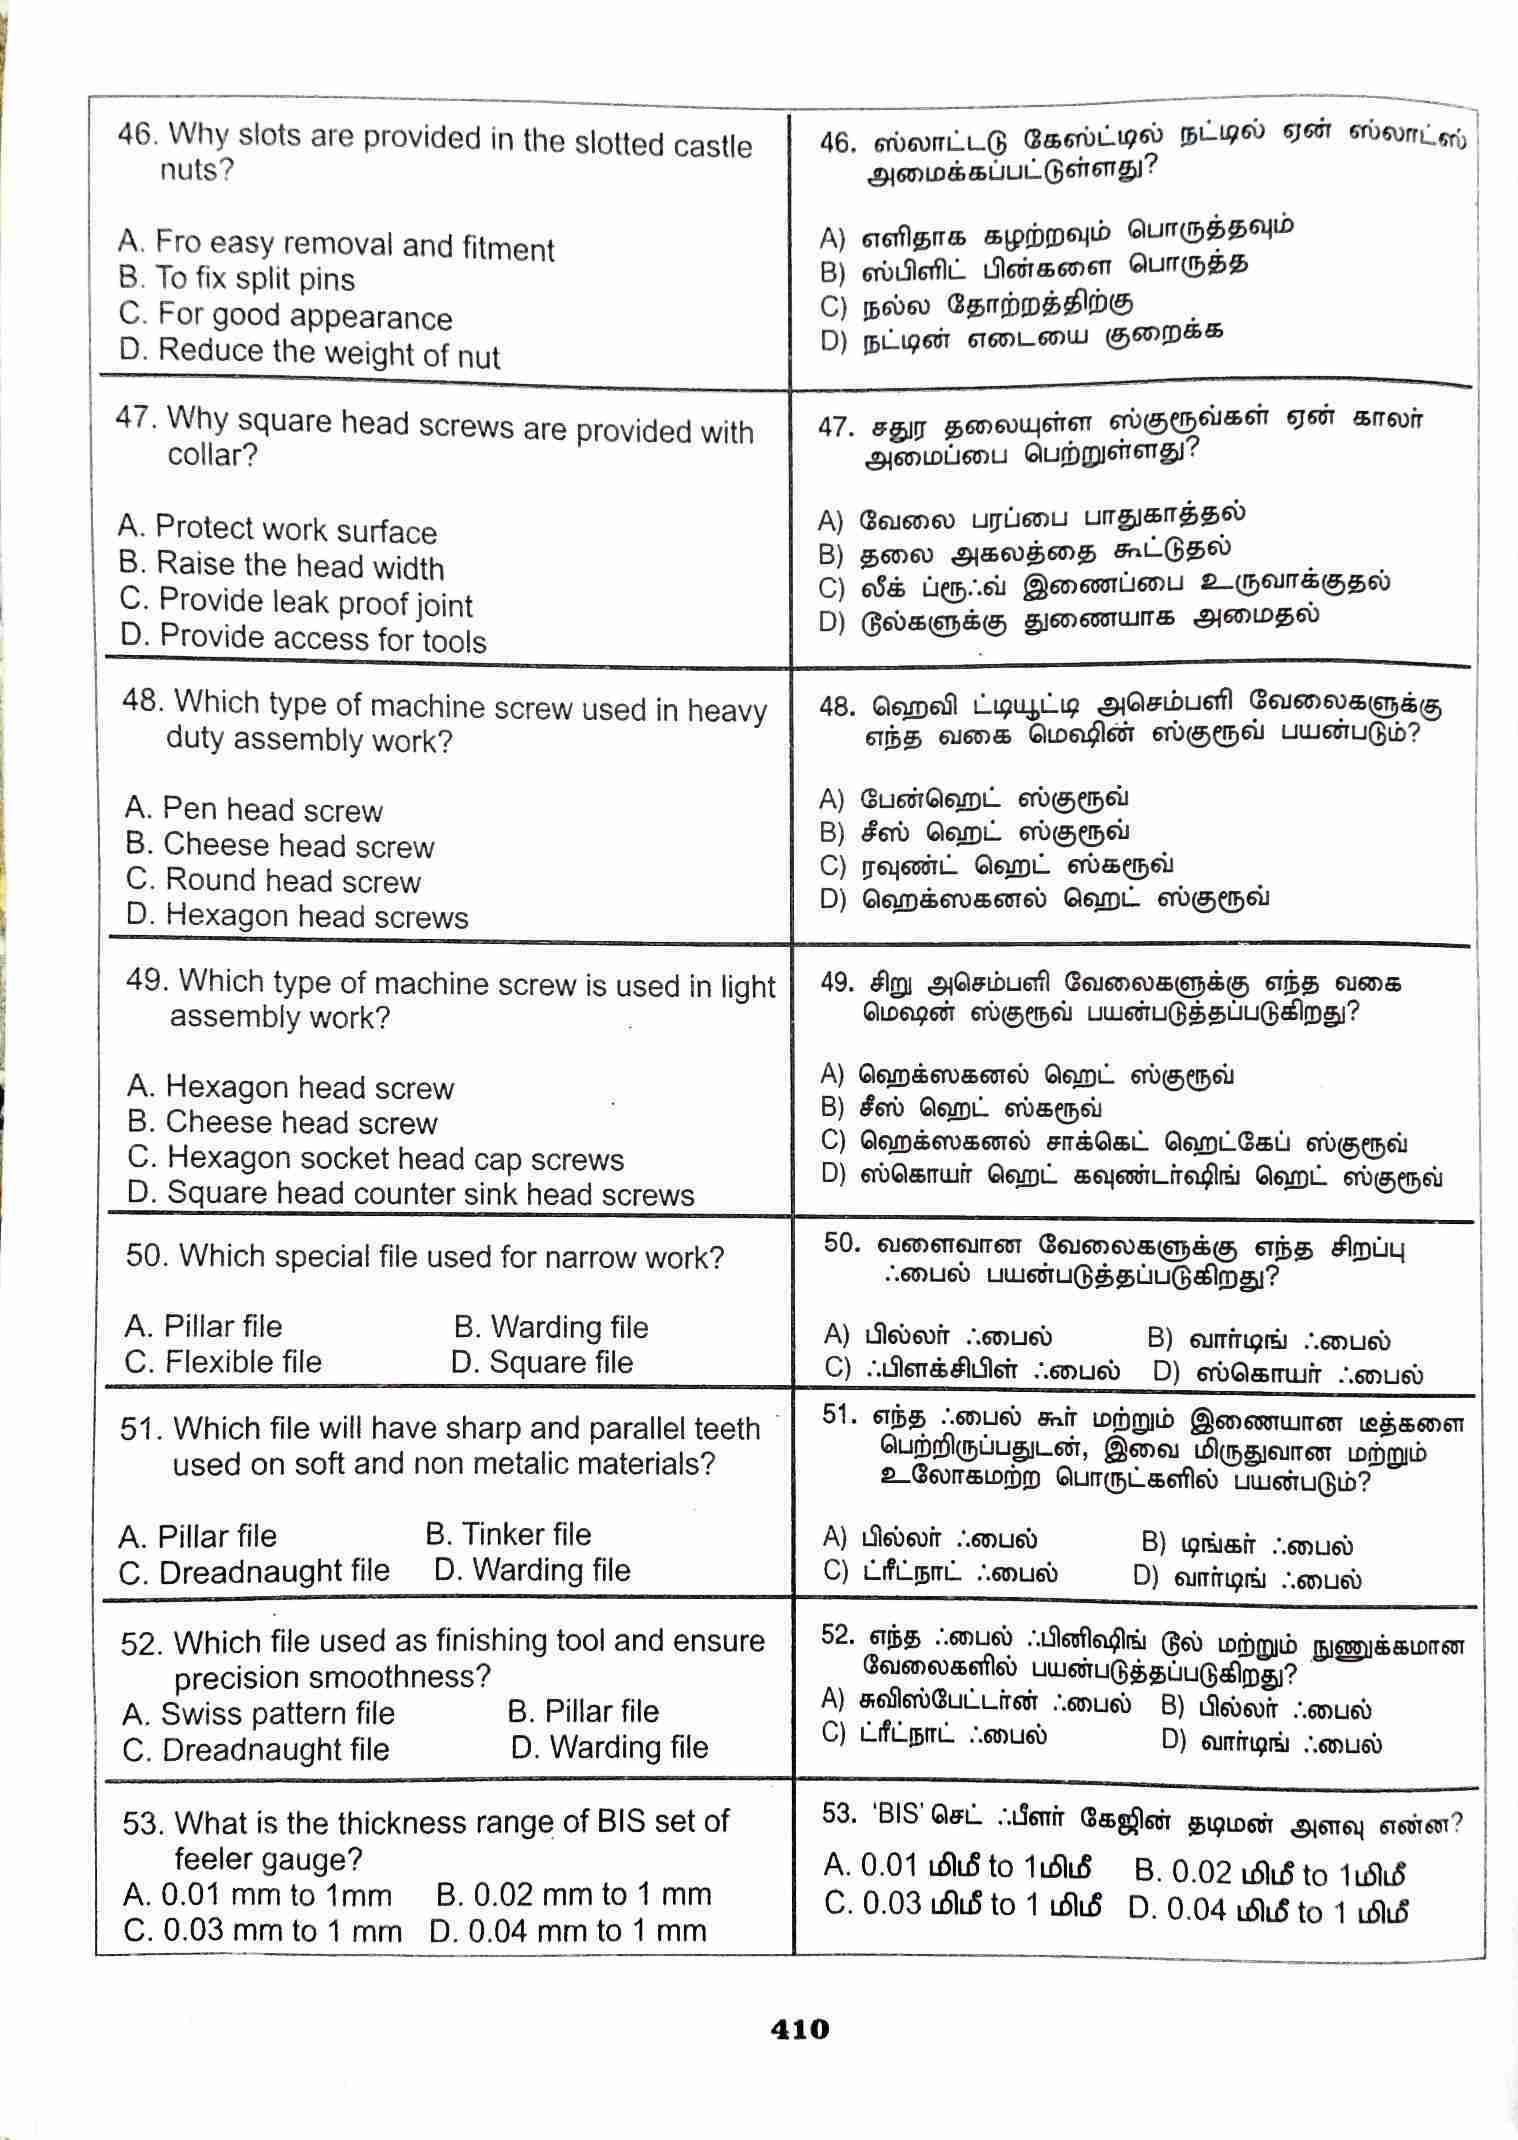 46. Why slots are provided in the slotted castle
nuts?
A. Fro easy removal and fitment
B. To fix split pins
C. For good appearance
D. Reduce the weight of nut
46. ஸ்லாட்டடு கேஸ்ட்டில் நட்டில் ஏன் ஸ்லாட்ஸ்
அமைக்கப்பட்டுள்ளது?
A) எளிதாக கழற்றவும் பொருத்தவும்
B) ஸ்பிளிட் பின்களை பொருத்த
C) நல்ல தோற்றத்திற்கு
D) நட்டின் எடையை குறைக்க
47. Why square head screws are provided with
collar?
A. Protect work surface
B. Raise the head width
C. Provide leak proof joint
D. Provide access for tools
47. சதுர தலையுள்ள ஸ்குரூவ்கள் ஏன் காலர்
அமைப்பை பெற்றுள்ளது?
A) வேலை பரப்பை பாதுகாத்தல்
B) தலை அகலத்தை கூட்டுதல்
C) லீக் ப்ரூஃவ் இணைப்பை உருவாக்குதல்
D) டூல்களுக்கு துணையாக அமைதல்
48. Which type of machine screw used in heavy
duty assembly work?
A. Pen head screw
B. Cheese head screw
C. Round head screw
D. Hexagon head screws
48. ஹெவி ட்டியூட்டி அசெம்பளி வேலைகளுக்கு
எந்த வகை மெஷின் ஸ்குரூவ் பயன்படும்?
A) பேன்ஹெட் ஸ்குரூவ்
B) சீஸ் ஹெட் ஸ்குரூவ்
C) ரவுண்ட் ஹெட் ஸ்கரூவ்
D) ஹெக்ஸகனல் ஹெட் ஸ்குரூவ்
49. Which type of machine screw is used in light
assembly work?
A. Hexagon head screw
B. Cheese head screw
C. Hexagon socket head cap screws
D. Square head counter sink head screws
49. சிறு அசெம்பளி வேலைகளுக்கு எந்த வகை
மெஷன் ஸ்குரூவ் பயன்படுத்தப்படுகிறது?
A) ஹெக்ஸகனல் ஹெட் ஸ்குரூவ்
B) சீஸ் ஹெட் ஸ்கரூவ்
C) ஹெக்ஸகனல் சாக்கெட் ஹெட்கேப் ஸ்குரூவ்
D) ஸ்கொயர் ஹெட் கவுண்டர்ஷிங் ஹெட் ஸ்குரூவ்
50. Which special file used for narrow work?
A. Pillar file B. Warding file
C. Flexible file D. Square file
50. வளைவான வேலைகளுக்கு எந்த சிறப்பு
ஃபைல் பயன்படுத்தப்படுகிறது?
A) பில்லர் ஃபைல் B) வார்டிங் ஃபைல்
C) ஃபிளக்சிபிள் ஃபைல் D) ஸ்கொயர் ஃபைல்
51. Which file will have sharp and parallel teeth
used on soft and non metalic materials?
A. Pillar file B. Tinker file
C. Dreadnaught file D. Warding file
51. எந்த ஃபைல் கூர் மற்றும் இணையான டீத்களை
பெற்றிருப்பதுடன், இவை மிருதுவான மற்றும்
உலோகமற்ற பொருட்களில் பயன்படும்?
A) பில்லர் ஃபைல் B) டிங்கர் ஃபைல்
C) ட்ரீட்நாட் ஃபைல் D) வார்டிங் ஃபைல்
52. Which file used as finishing tool and ensure
precision smoothness?
A. Swiss pattern file B. Pillar file
C. Dreadnaught file D. Warding file
52. எந்த ஃபைல் ஃபினிஷிங் டூல் மற்றும் நுணுக்கமான
வேலைகளில் பயன்படுத்தப்படுகிறது?
A) சுவிஸ்பேட்டர்ன் ஃபைல் B) பில்லர் ஃபைல்
C) ட்ரீட்நாட் ஃபைல் D) வார்டிங் ஃபைல்
53. What is the thickness range of BIS set of
feeler gauge?
A. 0.01 mm to 1mm B. 0.02 mm to 1 mm
C. 0.03 mm to 1 mm D. 0.04 mm to 1 mm
53. 'BIS' செட் ஃபீளர் கேஜின் தடிமன் அளவு என்ன?
A. 0.01 மிமீ to 1மிமீ B. 0.02 மிமீ to 1மிமீ
C. 0.03 மிமீ to 1 மிமீ D. 0.04 மிமீ to 1 மிமீ
410